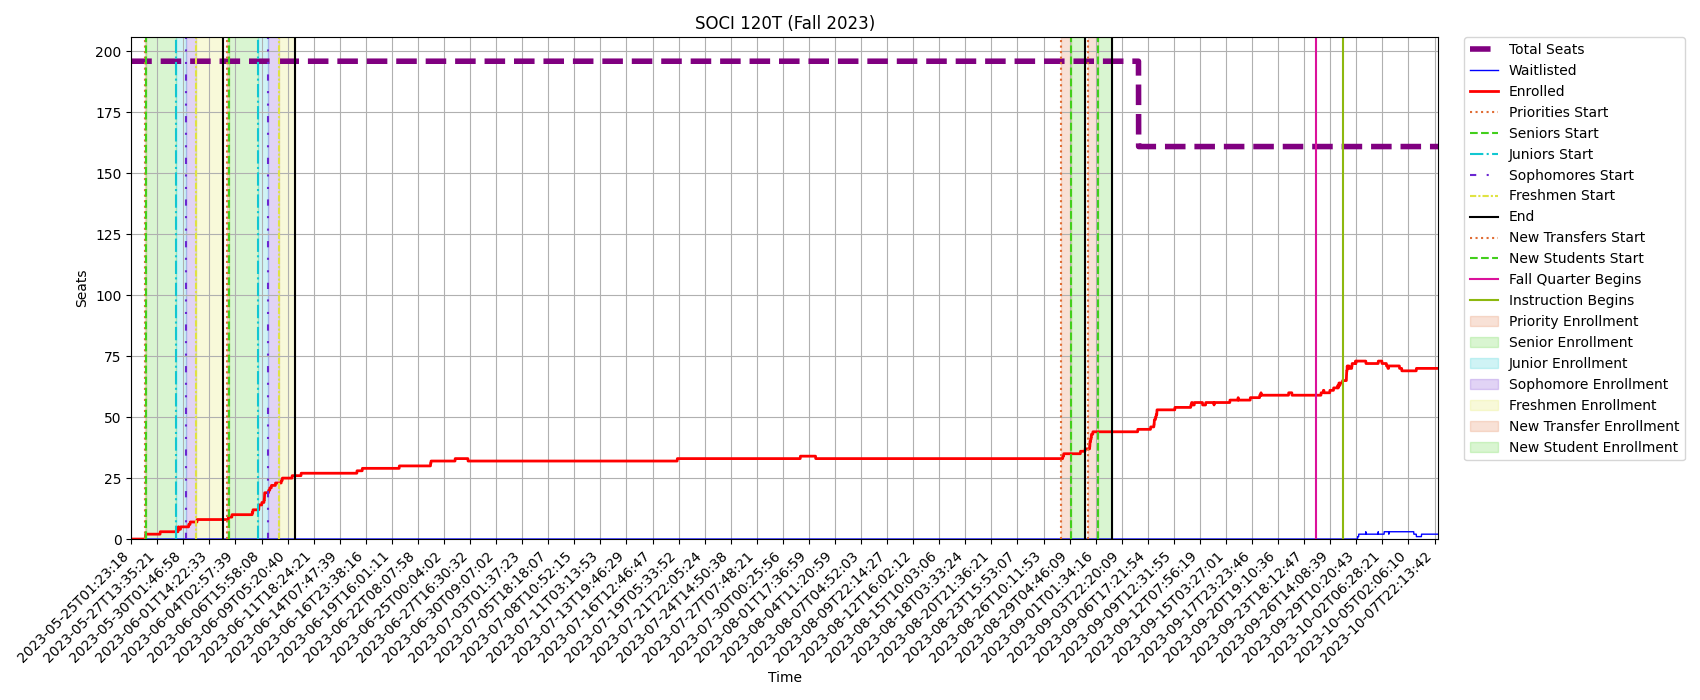 SOCI 120T (Fall 2023)
Seats
200
175
150
125
100
75
50
25
0
2023-05-25T01:23:18
2023-05-27T13:35:21
2023-05-30T01:46:58
2023-06-01T14:22:33
2023-06-04T02:57:39
2023-06-06T15:58:08
2023-06-09T05:20:40
2023-06-11T18:24:21
2023-06-14T07:47:39
2023-06-16T23:38:16
2023-06-19T16:01:11
2023-06-22T08:07:58
2023-06-25T00:04:02
2023-06-27T16:30:32
2023-06-30T09:07:02
2023-07-03T01:37:23
2023-07-05T18:18:07
2023-07-08T10:52:15
2023-07-11T03:13:53
2023-07-13T19:46:29
2023-07-16T12:46:47
2023-07-19T05:33:52
2023-07-21T22:05:24
2023-07-24T14:50:38
2023-07-27T07:48:21
2023-07-30T00:25:56
2023-08-01T17:36:59
2023-08-04T11:20:59
2023-08-07T04:52:03
2023-08-09T22:14:27
2023-08-12T16:02:12
2023-08-15T10:03:06
2023-08-18T03:33:24
2023-08-20T21:36:21
2023-08-23T15:53:07
2023-08-26T10:11:53
2023-08-29T04:46:09
2023-09-01T01:34:16
2023-09-03T22:20:09
2023-09-06T17:21:54
2023-09-09T12:31:55
2023-09-12T07:56:19
2023-09-15T03:27:01
2023-09-17T23:23:46
2023-09-20T19:10:36
2023-09-23T18:12:47
2023-09-26T14:08:39
2023-09-29T10:20:43
2023-10-02T06:28:21
2023-10-05T02:06:10
2023-10-07T22:13:42
Time
Total Seats
Waitlisted
Enrolled
Priorities Start
Seniors Start
Juniors Start
Sophomores Start
Freshmen Start
End
New Transfers Start
New Students Start
Fall Quarter Begins
Instruction Begins
Priority Enrollment
Senior Enrollment
Junior Enrollment
Sophomore Enrollment
Freshmen Enrollment
New Transfer Enrollment
New Student Enrollment